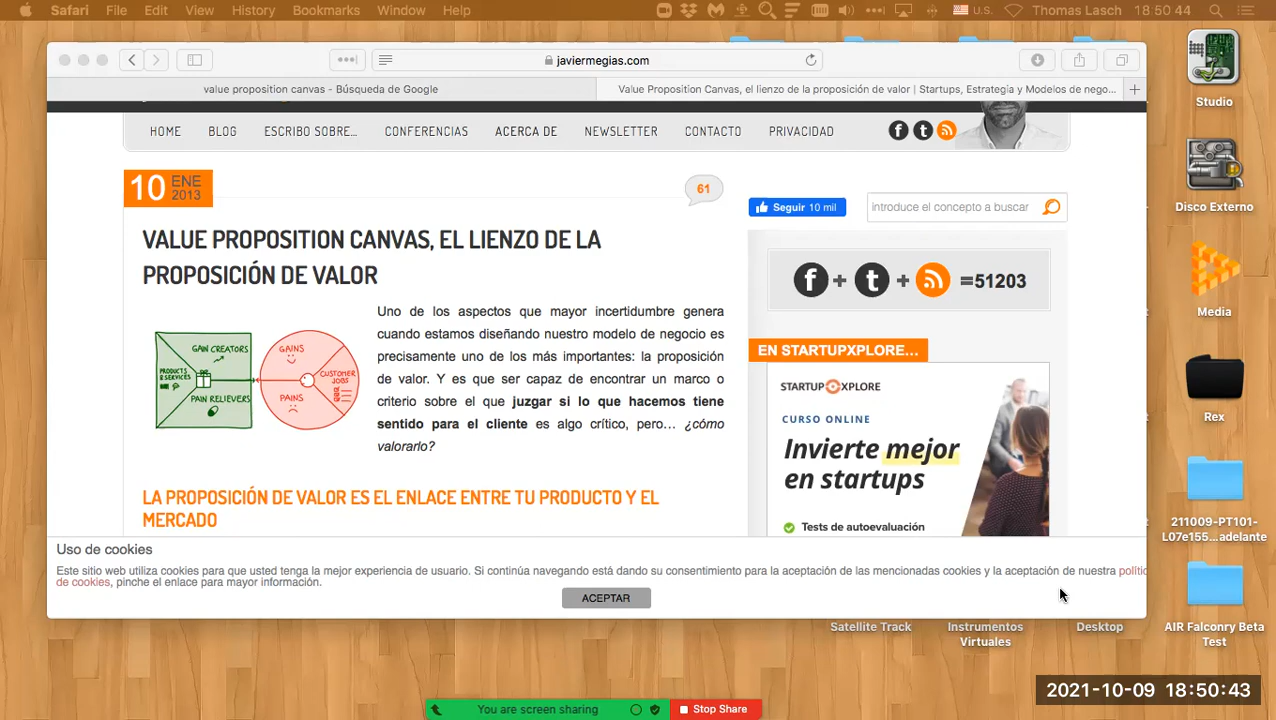 Safari File Edit View History Bookmarks Window Help U.S. Thomas Lasch 18:50:44
javiermegias.com
value proposition canvas - Búsqueda de Google
Value Proposition Canvas, el lienzo de la proposición de valor | Startups, Estrategia y Modelos de nego...
HOME BLOG ESCRIBO SOBRE... CONFERENCIAS ACERCA DE NEWSLETTER CONTACTO PRIVACIDAD
10 ENE 2013
61
Seguir 10 mil
introduce el concepto a buscar
VALUE PROPOSITION CANVAS, EL LIENZO DE LA
PROPOSICIÓN DE VALOR
GAIN CREATORS
PRODUCTS & SERVICES
PAIN RELIEVERS
GAINS
CUSTOMER JOBS
PAINS
Uno de los aspectos que mayor incertidumbre genera
cuando estamos diseñando nuestro modelo de negocio es
precisamente uno de los más importantes: la proposición
de valor. Y es que ser capaz de encontrar un marco o
criterio sobre el que juzgar si lo que hacemos tiene
sentido para el cliente es algo crítico, pero... ¿cómo
valorarlo?
LA PROPOSICIÓN DE VALOR ES EL ENLACE ENTRE TU PRODUCTO Y EL
MERCADO
f + t + =51203
EN STARTUPXPLORE...
STARTUP XPLORE
CURSO ONLINE
Invierte mejor
en startups
Tests de autoevaluación
Uso de cookies
Este sitio web utiliza cookies para que usted tenga la mejor experiencia de usuario. Si continúa navegando está dando su consentimiento para la aceptación de las mencionadas cookies y la aceptación de nuestra polític
de cookies, pinche el enlace para mayor información.
ACEPTAR
Studio
Disco Externo
Media
Rex
211009-PT101-
L07e155...adelante
AIR Falconry Beta
Test
Satellite Track
Instrumentos
Virtuales
Desktop
2021-10-09 18:50:43
You are screen sharing Stop Share